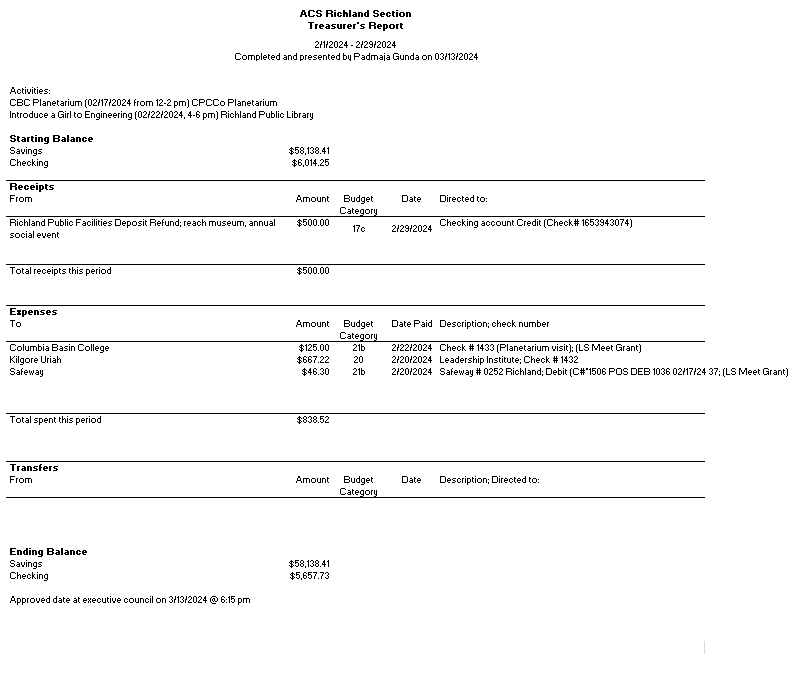 ACS Richland Section
Treasurer's Report
2/1/2024 - 2/29/2024
Completed and presented by Padmaja Gunda on 03/13/2024
Activities:
CBC Planetarium (02/17/2024 from 12-2 pm) CPCCo Planetarium
Introduce a Girl to Engineering (02/22/2024, 4-6 pm) Richland Public Library
Starting Balance
Savings $58,138.41
Checking $6,014.25
Receipts
From Amount Budget Category Date Directed to:
Richland Public Facilities Deposit Refund; reach museum, annual $500.00 17c 2/29/2024 Checking account Credit (Check# 1653943074)
social event
Total receipts this period $500.00
Expenses
To Amount Budget Category Date Paid Description; check number
Columbia Basin College $125.00 21b 2/22/2024 Check # 1433 (Planetarium visit); (LS Meet Grant)
Kilgore Uriah $667.22 20 2/20/2024 Leadership Institute; Check # 1432
Safeway $46.30 21b 2/20/2024 Safeway # 0252 Richland; Debit (C#*1506 POS DEB 1036 02/17/24 37; (LS Meet Grant)
Total spent this period $838.52
Transfers
From Amount Budget Category Date Description; Directed to:
Ending Balance
Savings $58,138.41
Checking $5,657.73
Approved date at executive council on 3/13/2024 @ 6:15 pm